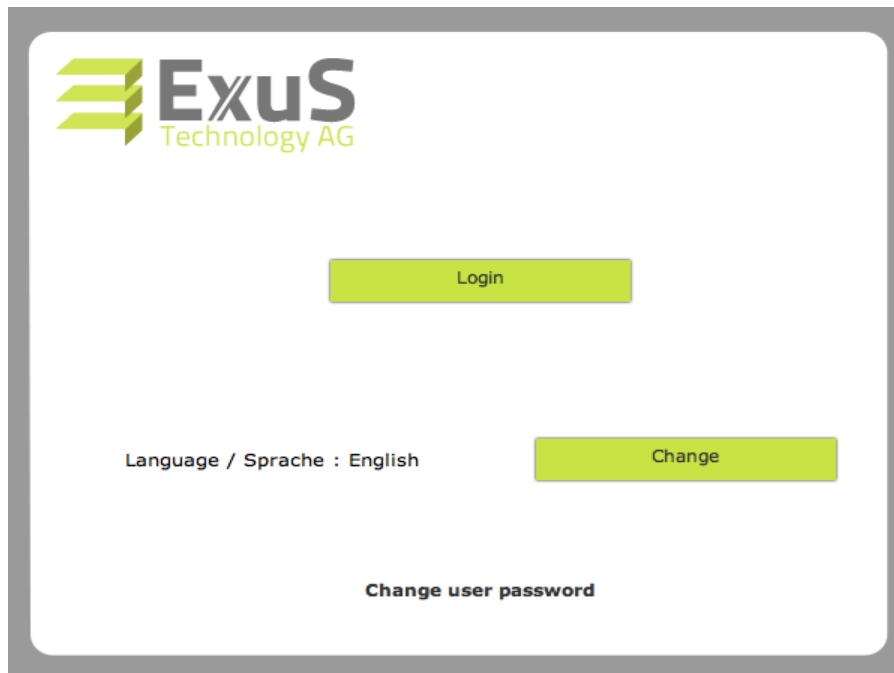 ExuS
Technology AG
Login
Language / Sprache : English
Change
Change user password